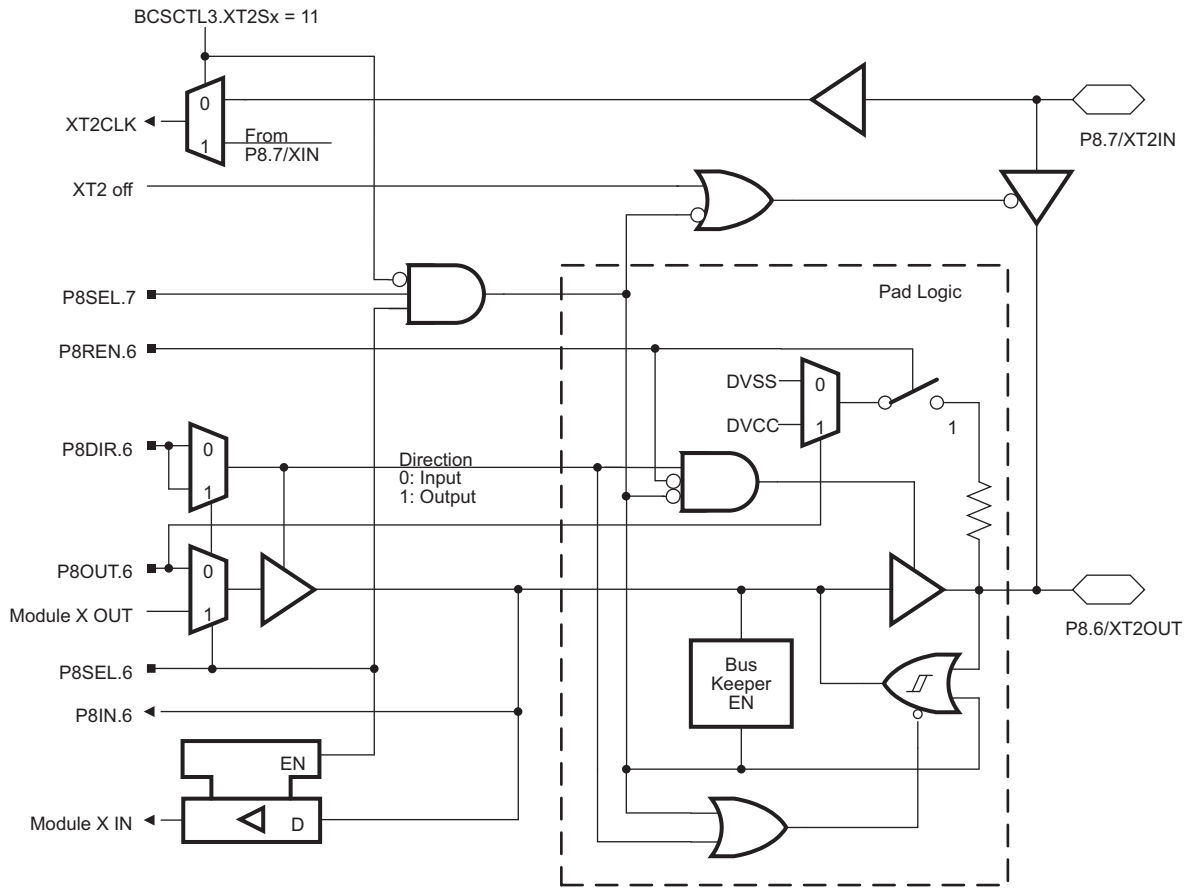 BCSCTL3.XT2Sx = 11
0
XT2CLK
1
From
P8.7/XIN
P8.7/XT2IN
XT2 off
P8SEL.7
Pad Logic
P8REN.6
DVSS
0
DVCC
1
1
P8DIR.6
0
1
Direction
0: Input
1: Output
P8OUT.6
0
Module X OUT
1
P8.6/XT2OUT
P8SEL.6
Bus
Keeper
EN
P8IN.6
EN
Module X IN
D